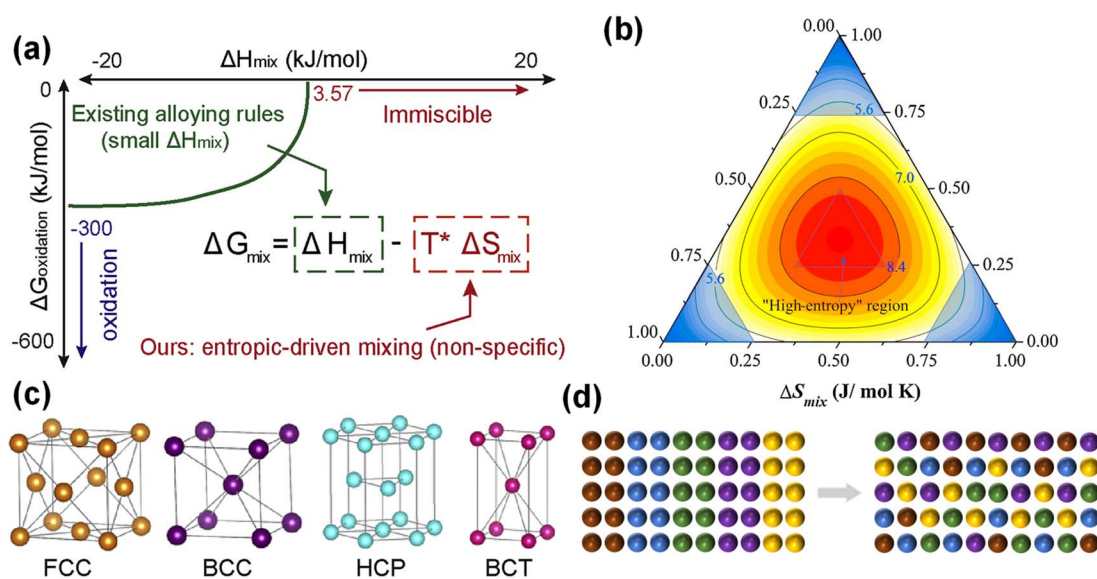 (a)
ΔHmix (kJ/mol)
-20
20
0
3.57
Existing alloying rules
(small ΔHmix)
Immiscible
ΔGoxidation (kJ/mol)
-300
oxidation
-600
ΔGmix = ΔHmix - T* ΔSmix
Ours: entropic-driven mixing (non-specific)
(b)
0.00
1.00
0.25
5.6
0.75
0.50
7.0
0.50
0.75
8.4
0.25
5.6
"High-entropy" region
1.00
0.00
0.00
0.25
0.50
0.75
1.00
ΔSmix (J/ mol K)
(c)
FCC
BCC
HCP
BCT
(d)